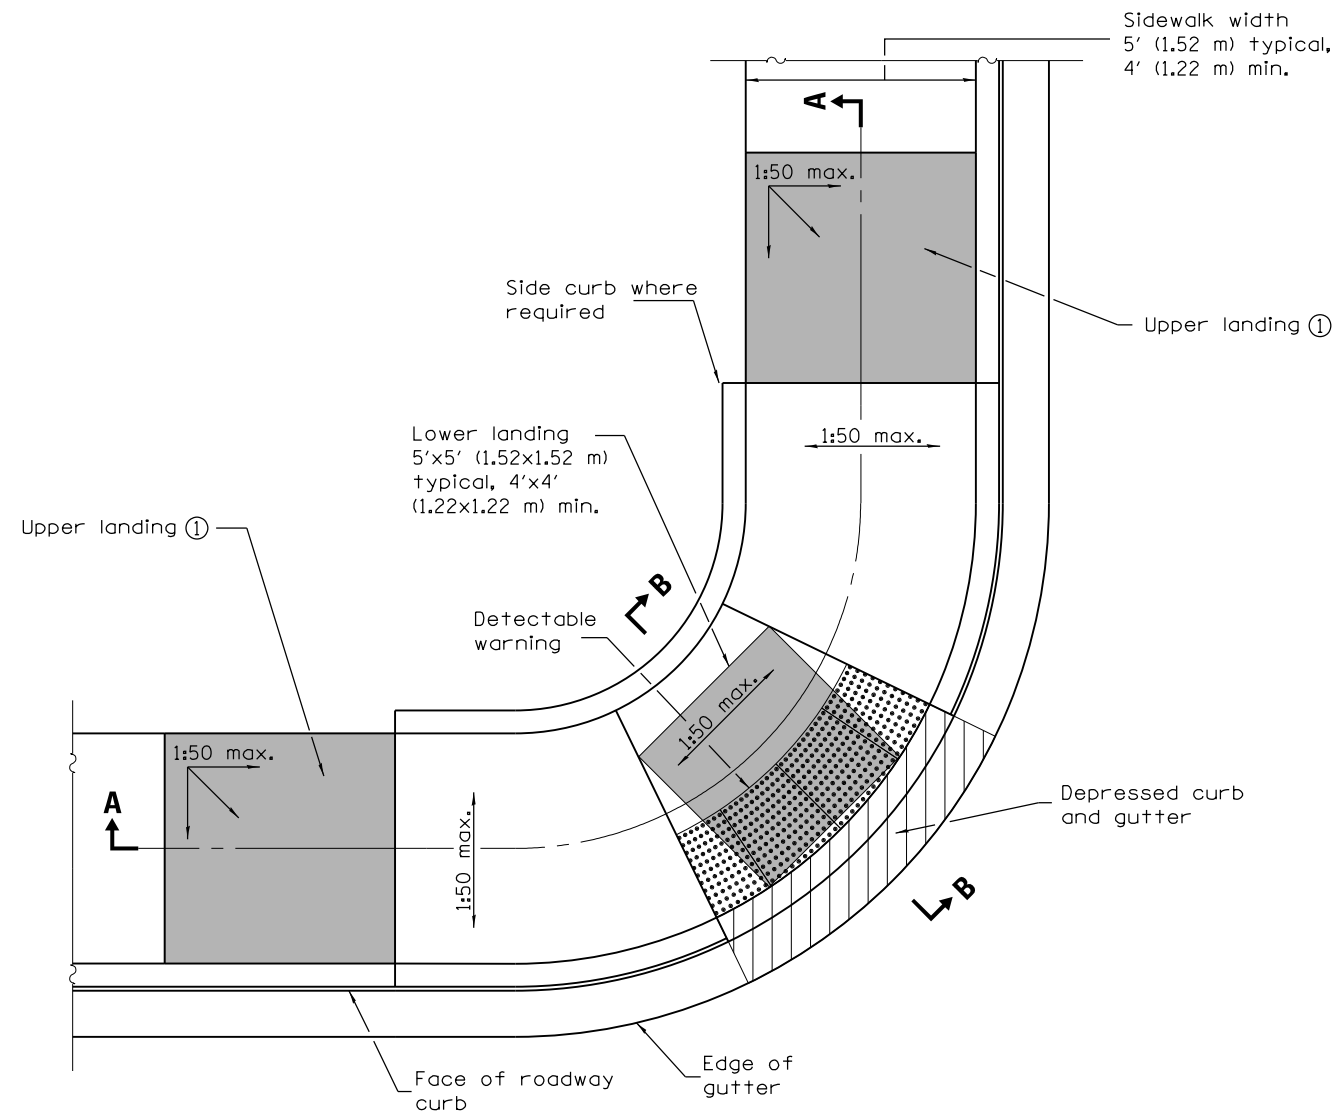 Sidewalk width
5' (1.52 m) typical,
4' (1.22 m) min.
A
1:50 max.
Side curb where
required
Upper landing ①
Lower landing
5'x5' (1.52x1.52 m)
typical, 4'x4'
(1.22x1.22 m) min.
1:50 max.
Upper landing ①
B
Detectable
warning
1:50 max.
1:50 max.
A
1:50 max.
Depressed curb
and gutter
B
Edge of
gutter
Face of roadway
curb